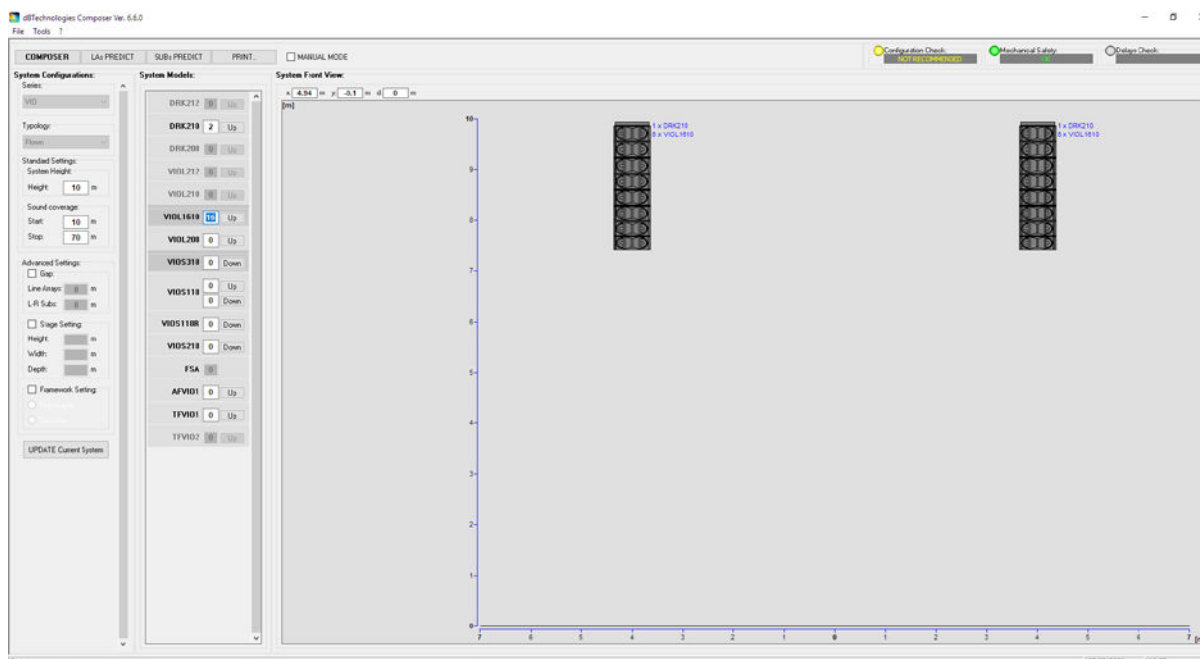 dBTechnologies Composer Ver. 6.6.0
File Tools ?
COMPOSER LAs PREDICT SUBs PREDICT PRINT.. MANUAL MODE
Configuration Check: NOT RECOMMENDED
Mechanical Safety: OK
Delays Check:
System Configurations:
Series:
VIO
Typology:
Flown
Standard Settings:
System Height:
Height: 10 m
Sound coverage:
Start: 10 m
Stop: 70 m
Advanced Settings:
Gap:
Line Arrays: 0 m
L-R Subs: 0 m
Stage Setting:
Height: m
Width: m
Depth: m
Framework Setting:
UPDATE Current System
System Models:
DRK212 0 Up
DRK210 2 Up
DRK208 0 Up
VIOL212 0 Up
VIOL210 0 Up
VIOL1610 16 Up
VIOL208 0 Up
VIOS318 0 Down
VIOS118 0 Up
0 Down
VIOS118R 0 Down
VIOS218 0 Down
FSA 0
AFVIO1 0 Up
TFVIO1 0 Up
TFVIO2 0 Up
System Front View:
x 4.94 m y -0.1 m d 0 m
[m]
1 x DRK210
8 x VIOL1610
1 x DRK210
8 x VIOL1610
10
9
8
7
6
5
4
3
2
1
0
7 6 5 4 3 2 1 0 1 2 3 4 5 6 7